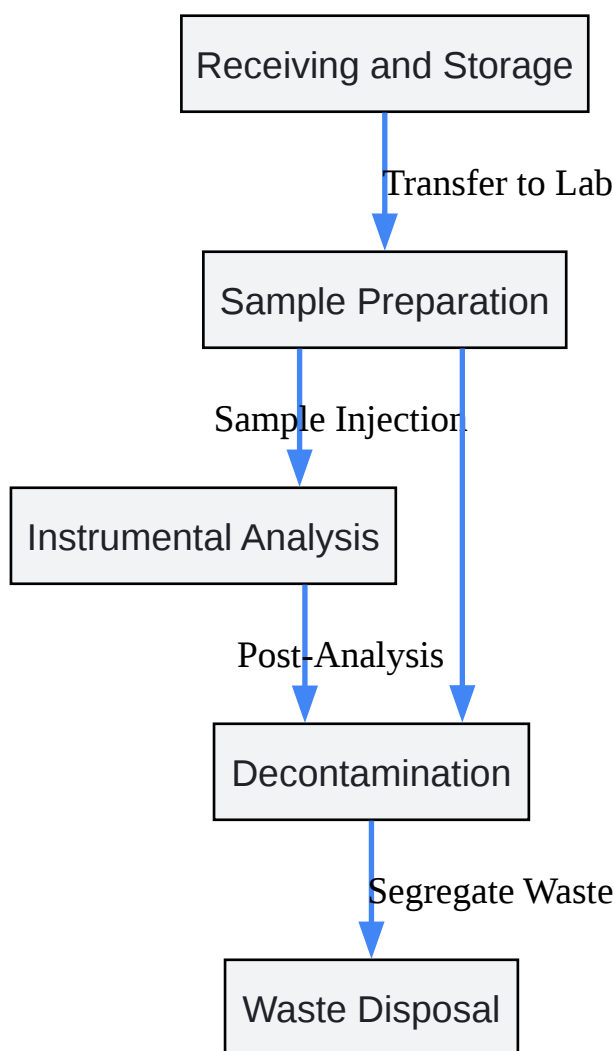 Receiving and Storage
Transfer to Lab
Sample Preparation
Sample Injection
Instrumental Analysis
Post-Analysis
Decontamination
Segregate Waste
Waste Disposal